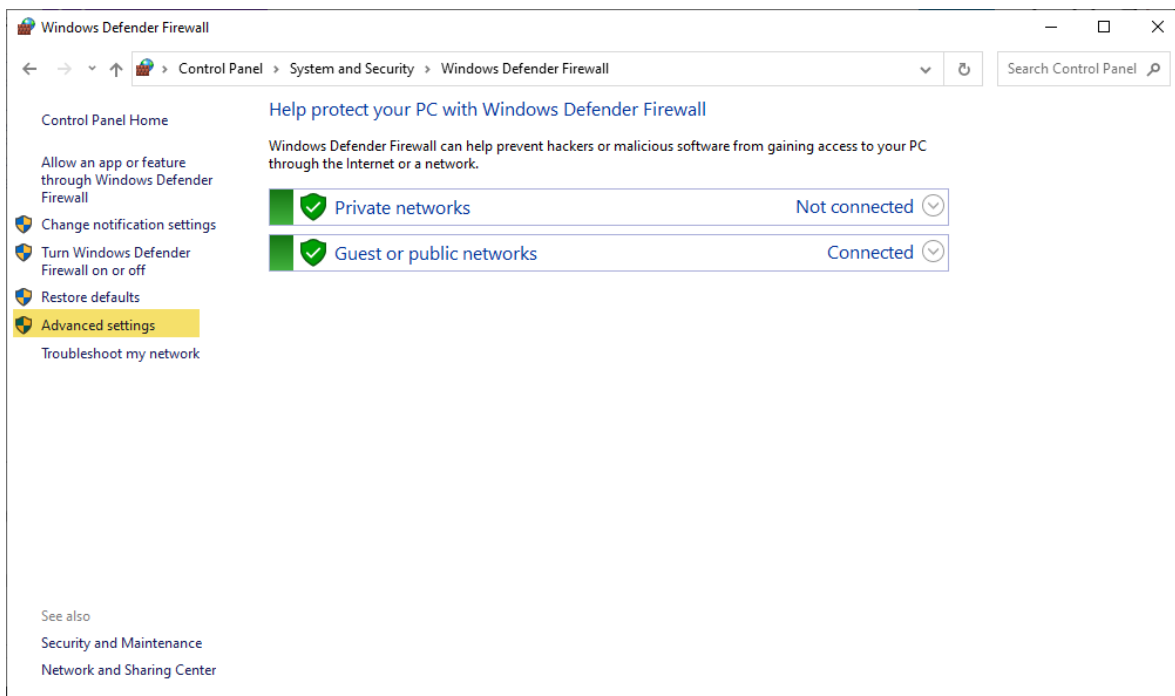 Windows Defender Firewall
Control Panel > System and Security > Windows Defender Firewall
Search Control Panel
Control Panel Home
Allow an app or feature
through Windows Defender
Firewall
Change notification settings
Turn Windows Defender
Firewall on or off
Restore defaults
Advanced settings
Troubleshoot my network
Help protect your PC with Windows Defender Firewall
Windows Defender Firewall can help prevent hackers or malicious software from gaining access to your PC
through the Internet or a network.
Private networks Not connected
Guest or public networks Connected
See also
Security and Maintenance
Network and Sharing Center